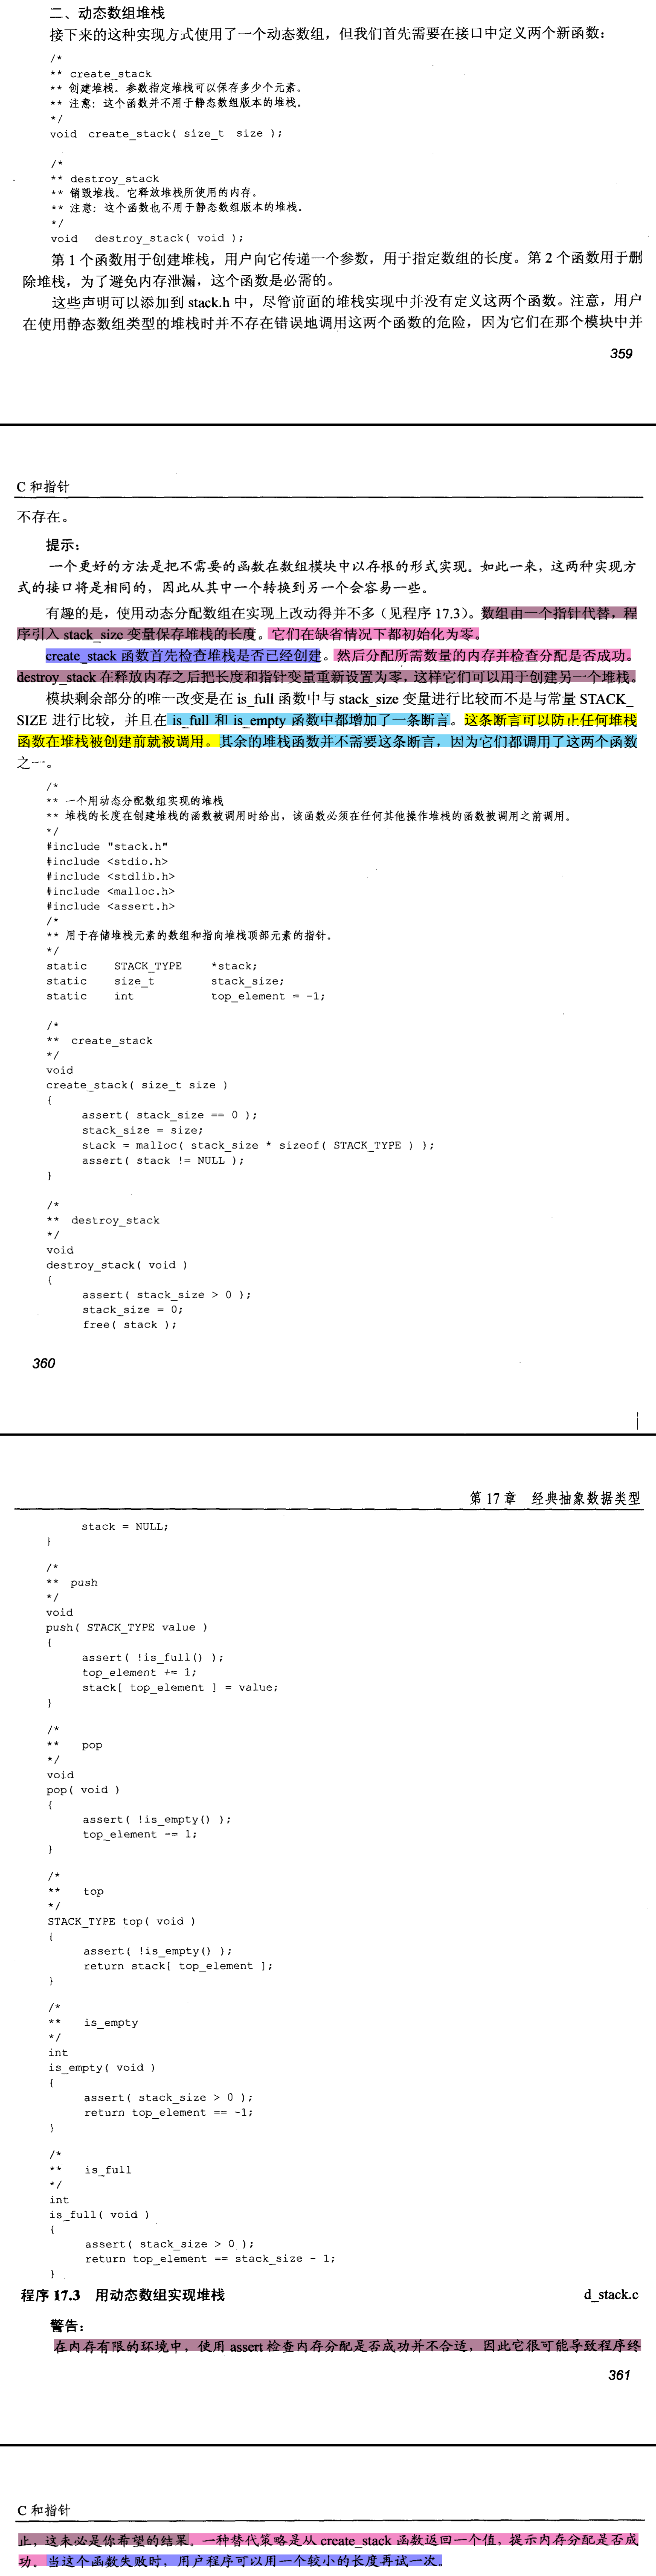 二、动态数组堆栈
接下来的这种实现方式使用了一个动态数组，但我们首先需要在接口中定义两个新函数：
/*
** create_stack
** 创建堆栈。参数指定堆栈可以保存多少个元素。
** 注意：这个函数并不用于静态数组版本的堆栈。
*/
void create_stack( size_t size );
/*
** destroy_stack
** 销毁堆栈。它释放堆栈所使用的内存。
** 注意：这个函数也不用于静态数组版本的堆栈。
*/
void destroy_stack( void );
第 1 个函数用于创建堆栈，用户向它传递一个参数，用于指定数组的长度。第 2 个函数用于删
除堆栈，为了避免内存泄漏，这个函数是必需的。
这些声明可以添加到 stack.h 中，尽管前面的堆栈实现中并没有定义这两个函数。注意，用户
在使用静态数组类型的堆栈时并不存在错误地调用这两个函数的危险，因为它们在那个模块中并
359
C 和指针
不存在。
提示：
一个更好的方法是把不需要的函数在数组模块中以存根的形式实现。如此一来，这两种实现方
式的接口将是相同的，因此从其中一个转换到另一个会容易一些。
有趣的是，使用动态分配数组在实现上改动得并不多（见程序 17.3）。数组由一个指针代替，程
序引入 stack_size 变量保存堆栈的长度。它们在缺省情况下都初始化为零。
create_stack 函数首先检查堆栈是否已经创建。然后分配所需数量的内存并检查分配是否成功。
destroy_stack 在释放内存之后把长度和指针变量重新设置为零，这样它们可以用于创建另一个堆栈。
模块剩余部分的唯一改变是在 is_full 函数中与 stack_size 变量进行比较而不是与常量 STACK_
SIZE 进行比较，并且在 is_full 和 is_empty 函数中都增加了一条断言。这条断言可以防止任何堆栈
函数在堆栈被创建前就被调用。其余的堆栈函数并不需要这条断言，因为它们都调用了这两个函数
之一。
/*
** 一个用动态分配数组实现的堆栈
** 堆栈的长度在创建堆栈的函数被调用时给出，该函数必须在任何其他操作堆栈的函数被调用之前调用。
*/
#include "stack.h"
#include <stdio.h>
#include <stdlib.h>
#include <malloc.h>
#include <assert.h>
/*
** 用于存储堆栈元素的数组和指向堆栈顶部元素的指针。
*/
static STACK_TYPE *stack;
static size_t stack_size;
static int top_element = -1;
/*
** create_stack
*/
void
create_stack( size_t size )
{
assert( stack_size == 0 );
stack_size = size;
stack = malloc( stack_size * sizeof( STACK_TYPE ) );
assert( stack != NULL );
}
/*
** destroy_stack
*/
void
destroy_stack( void )
{
assert( stack_size > 0 );
stack_size = 0;
free( stack );
360
第 17 章 经典抽象数据类型
stack = NULL;
}
/*
** push
*/
void
push( STACK_TYPE value )
{
assert( !is_full() );
top_element += 1;
stack[ top_element ] = value;
}
/*
** pop
*/
void
pop( void )
{
assert( !is_empty() );
top_element -= 1;
}
/*
** top
*/
STACK_TYPE top( void )
{
assert( !is_empty() );
return stack[ top_element ];
}
/*
** is_empty
*/
int
is_empty( void )
{
assert( stack_size > 0 );
return top_element == -1;
}
/*
** is_full
*/
int
is_full( void )
{
assert( stack_size > 0 );
return top_element == stack_size - 1;
}
程序 17.3 用动态数组实现堆栈 d_stack.c
警告：
在内存有限的环境中，使用 assert 检查内存分配是否成功并不合适，因此它很可能导致程序终
361
C 和指针
止，这未必是你希望的结果。一种替代策略是从 create_stack 函数返回一个值，提示内存分配是否成
功。当这个函数失败时，用户程序可以用一个较小的长度再试一次。